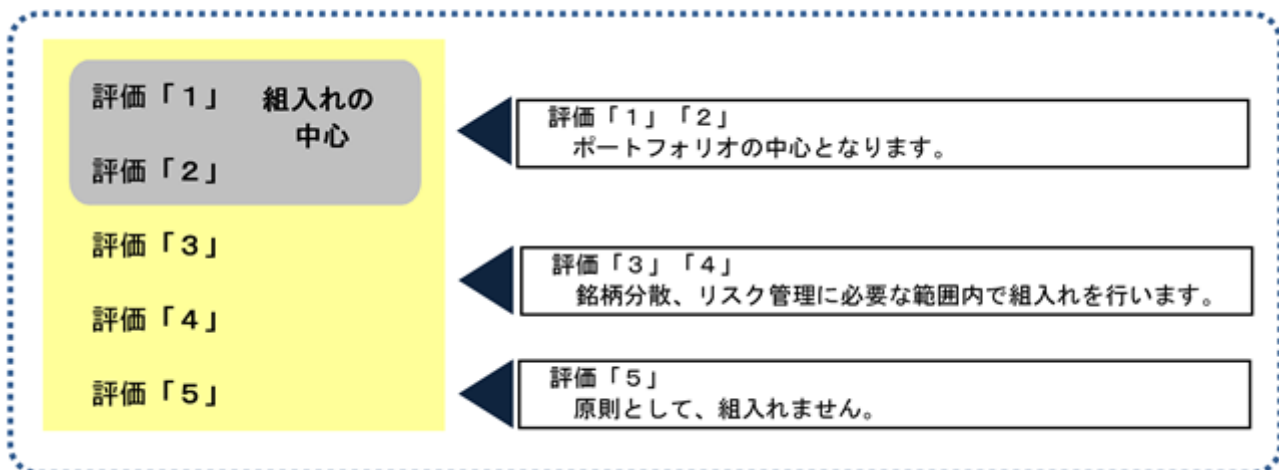 評価「１」
組入れの
中心
評価「２」
評価「３」
評価「４」
評価「５」
評価「１」「２」
ポートフォリオの中心となります。
評価「３」「４」
銘柄分散、リスク管理に必要な範囲内で組入れを行います。
評価「５」
原則として、組入れません。